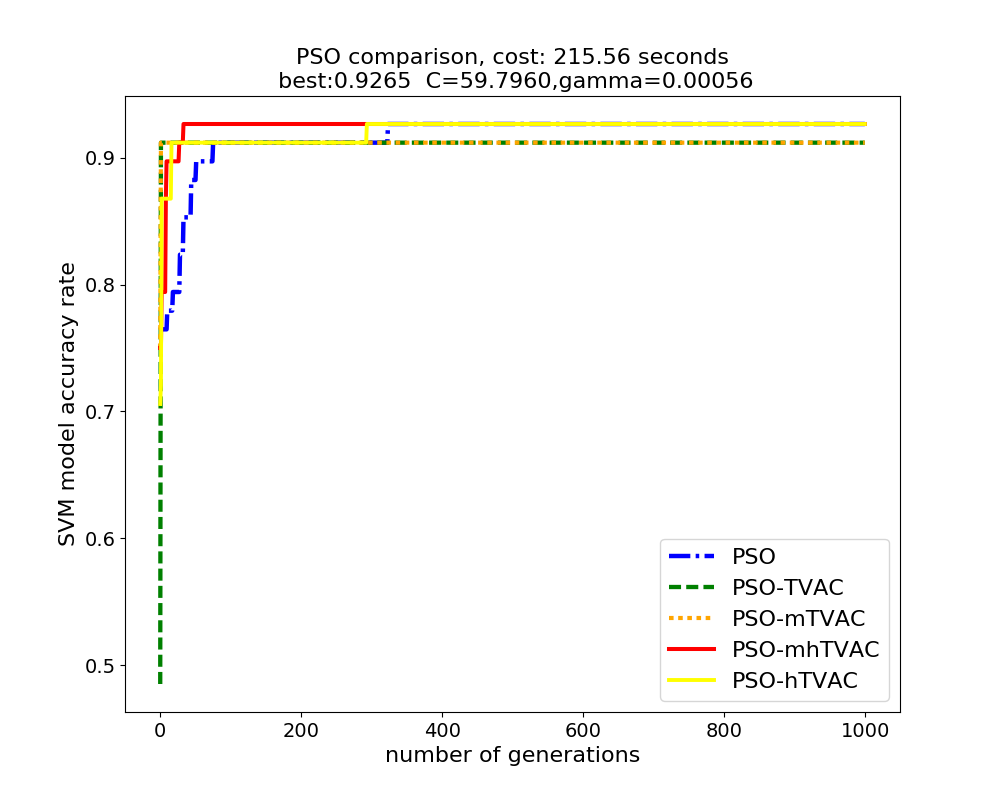 PSO comparison, cost: 215.56 seconds
best:0.9265  C=59.7960,gamma=0.00056
SVM model accuracy rate
0.9
0.8
0.7
0.6
0.5
0
200
400
600
800
1000
number of generations
PSO
PSO-TVAC
PSO-mTVAC
PSO-mhTVAC
PSO-hTVAC